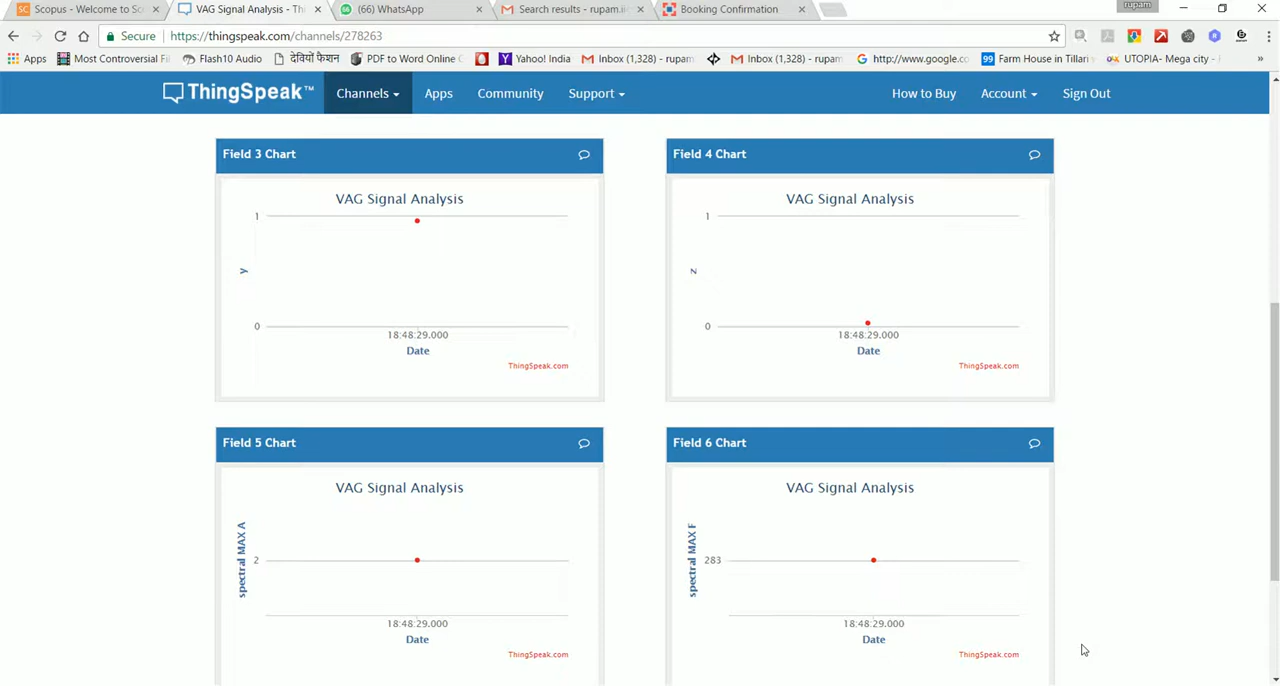 Scopus - Welcome to Sc
VAG Signal Analysis - Thi
(66) WhatsApp
Search results - rupam.ii
Booking Confirmation
rupam
Secure
https://thingspeak.com/channels/278263
Apps
Most Controversial Fi
Flash10 Audio
देवियों फैशन
PDF to Word Online C
Yahoo! India
Inbox (1,328) - rupam
Inbox (1,328) - rupam
http://www.google.co
Farm House in Tillari
UTOPIA- Mega city -
ThingSpeak™
Channels
Apps
Community
Support
How to Buy
Account
Sign Out
Field 3 Chart
VAG Signal Analysis
1
y
0
18:48:29.000
Date
ThingSpeak.com
Field 4 Chart
VAG Signal Analysis
1
z
0
18:48:29.000
Date
ThingSpeak.com
Field 5 Chart
VAG Signal Analysis
spectral MAX A
2
18:48:29.000
Date
ThingSpeak.com
Field 6 Chart
VAG Signal Analysis
spectral MAX F
283
18:48:29.000
Date
ThingSpeak.com